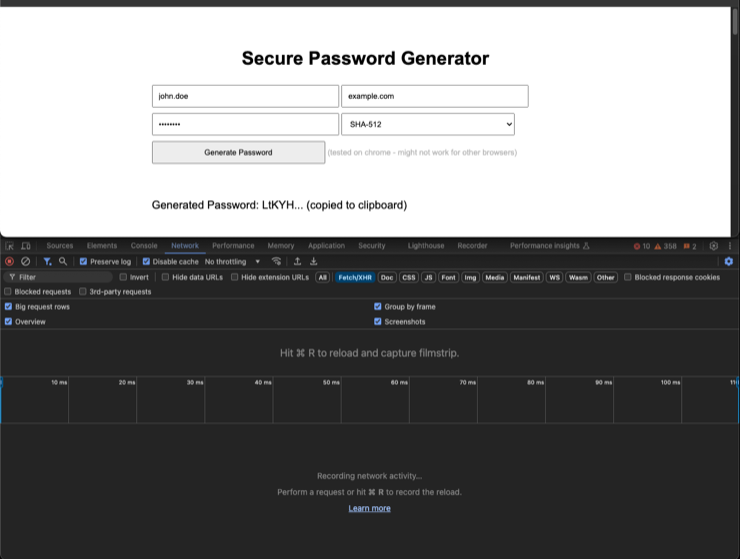 Secure Password Generator
john.doe example.com
•••••••• SHA-512
Generate Password (tested on chrome - might not work for other browsers)
Generated Password: LtKYH... (copied to clipboard)
Sources Elements Console Network Performance Memory Application Security Lighthouse Recorder Performance insights 10 358 2
Preserve log Disable cache No throttling
Filter Invert Hide data URLs Hide extension URLs All Fetch/XHR Doc CSS JS Font Img Media Manifest WS Wasm Other Blocked response cookies
Blocked requests 3rd-party requests
Big request rows Group by frame
Overview Screenshots
Hit ⌘ R to reload and capture filmstrip.
10 ms 20 ms 30 ms 40 ms 50 ms 60 ms 70 ms 80 ms 90 ms 100 ms
Recording network activity...
Perform a request or hit ⌘ R to record the reload.
Learn more